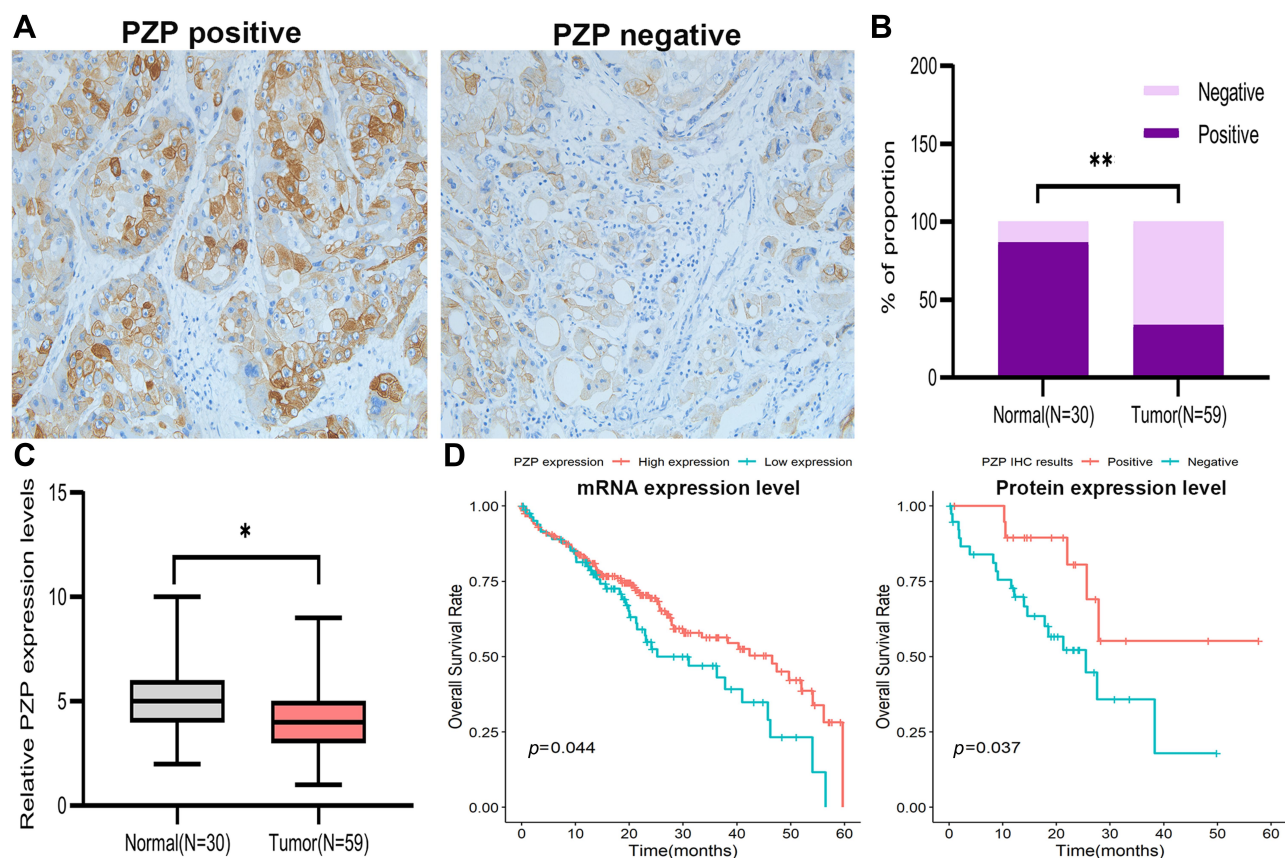 A
PZP positive
PZP negative
B
200
150
100
50
0
% of proportion
Negative
Positive
**
Normal(N=30)
Tumor(N=59)
C
15
10
5
0
Relative PZP expression levels
*
Normal(N=30)
Tumor(N=59)
D
PZP expression High expression Low expression
mRNA expression level
1.00
0.75
0.50
0.25
0.00
Overall Survival Rate
p=0.044
0 10 20 30 40 50 60
Time(months)
PZP IHC results Positive Negative
Protein expression level
1.00
0.75
0.50
0.25
0.00
Overall Survival Rate
p=0.037
0 10 20 30 40 50 60
Time(months)